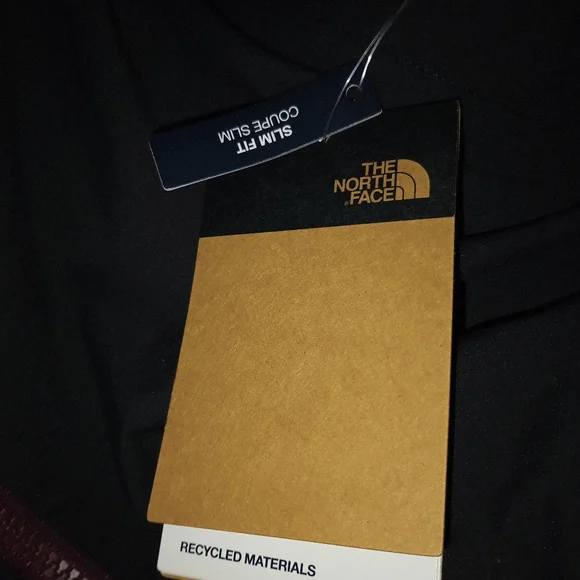 SLIM FIT
COUPE SLIM
THE
NORTH
FACE®
RECYCLED MATERIALS